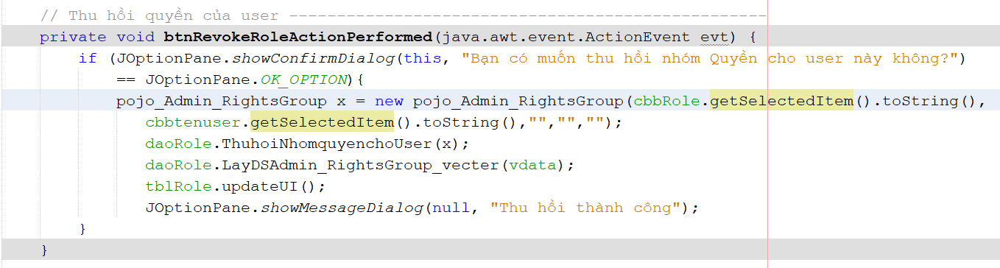 // Thu hồi quyền của user --------------------------------------------------
private void btnRevokeRoleActionPerformed(java.awt.event.ActionEvent evt) {
if (JOptionPane.showConfirmDialog(this, "Bạn có muốn thu hồi nhóm Quyền cho user này không?")
== JOptionPane.OK_OPTION){
pojo_Admin_RightsGroup x = new pojo_Admin_RightsGroup(cbbRole.getSelectedItem().toString(),
cbbtenuser.getSelectedItem().toString(),"","","");
daoRole.ThuhoiNhomquyenchoUser(x);
daoRole.LayDSAdmin_RightsGroup_vecter(vdata);
tblRole.updateUI();
JOptionPane.showMessageDialog(null, "Thu hồi thành công");
}
}